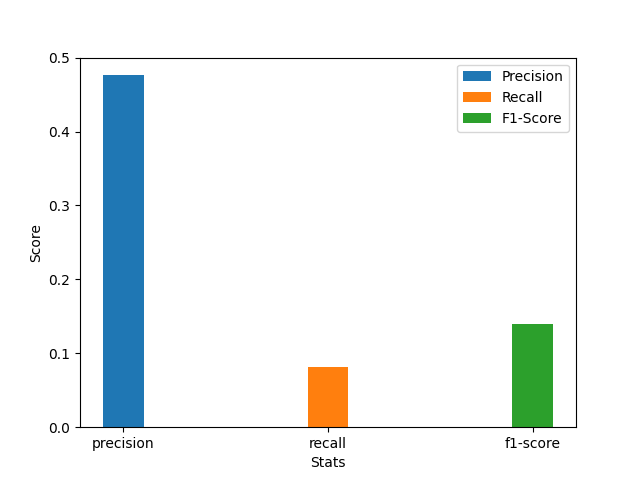 0.5
0.4
0.3
0.2
0.1
0.0
Score
Precision
Recall
F1-Score
precision
recall
f1-score
Stats